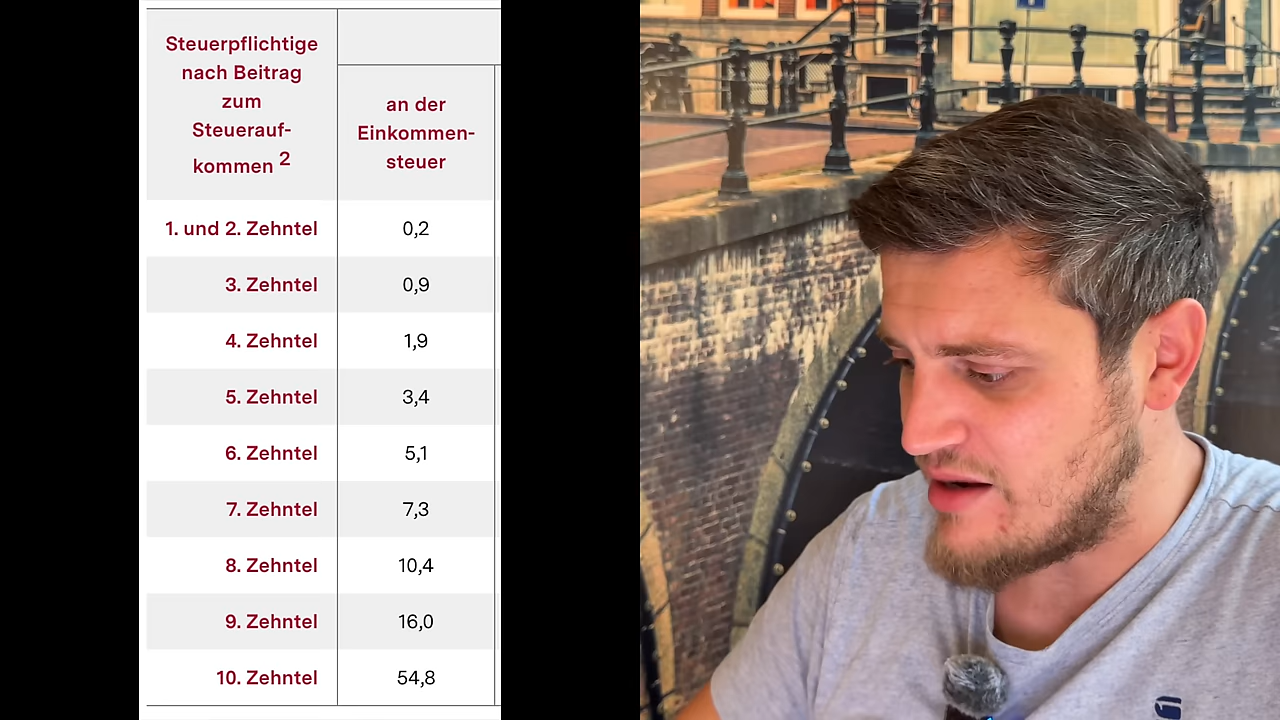 Steuerpflichtige
nach Beitrag
zum
Steuerauf-
kommen 2
an der
Einkommen-
steuer
1. und 2. Zehntel 0,2
3. Zehntel 0,9
4. Zehntel 1,9
5. Zehntel 3,4
6. Zehntel 5,1
7. Zehntel 7,3
8. Zehntel 10,4
9. Zehntel 16,0
10. Zehntel 54,8